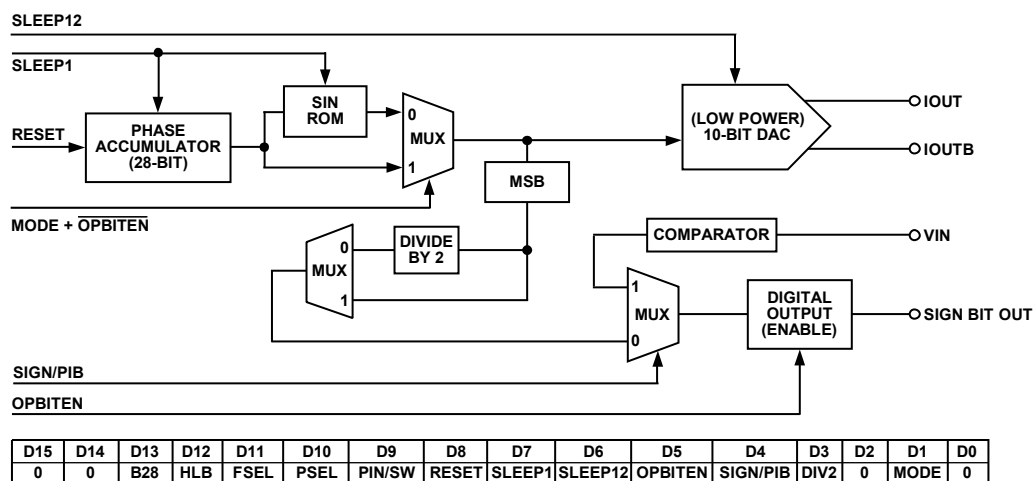 SLEEP12
SLEEP1
RESET
PHASE
ACCUMULATOR
(28-BIT)
SIN
ROM
0
MUX
1
(LOW POWER)
10-BIT DAC
IOUT
IOUTB
MODE + OPBITEN
MSB
0
MUX
1
DIVIDE
BY 2
COMPARATOR
VIN
1
MUX
0
DIGITAL
OUTPUT
(ENABLE)
SIGN BIT OUT
SIGN/PIB
OPBITEN
D15 D14 D13 D12 D11 D10 D9 D8 D7 D6 D5 D4 D3 D2 D1 D0
0 0 B28 HLB FSEL PSEL PIN/SW RESET SLEEP1 SLEEP12 OPBITEN SIGN/PIB DIV2 0 MODE 0